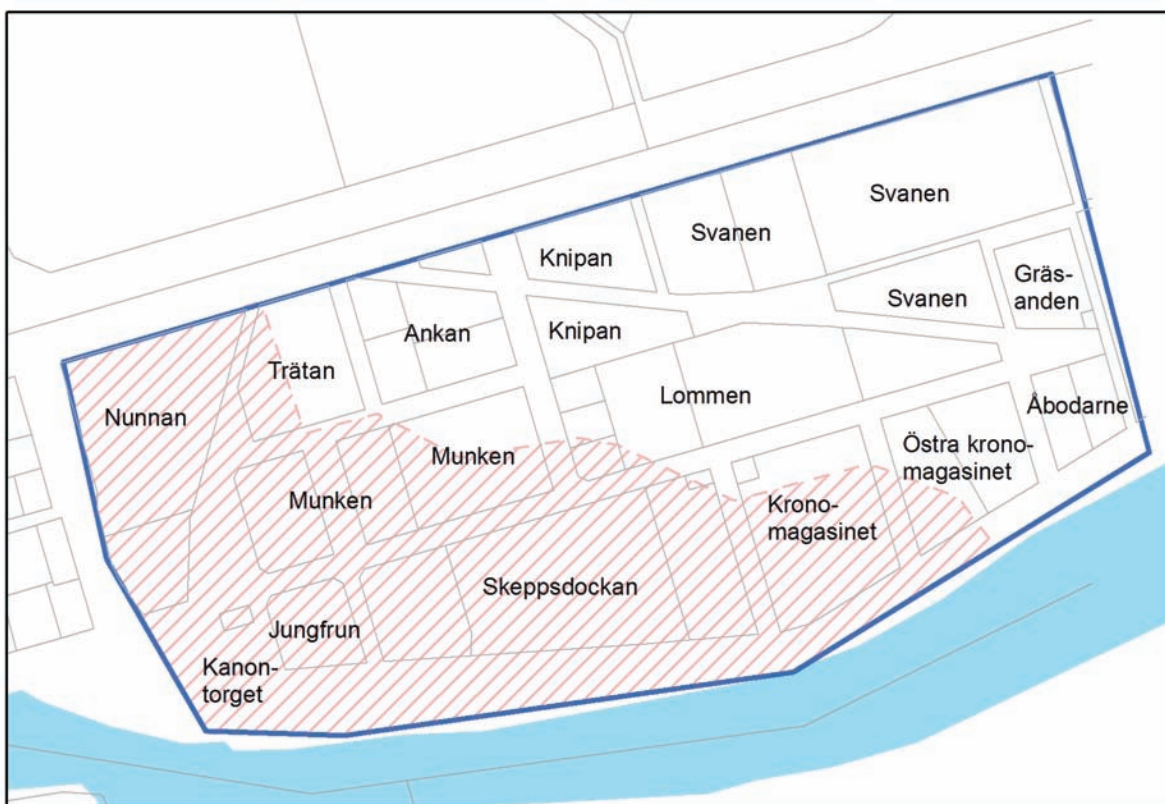 Svanen
Svanen
Knipan
Gräs-
anden
Svanen
Knipan
Ankan
Trätan
Lommen
Åbodarne
Nunnan
Östra krono-
magasinet
Munken
Munken
Krono-
magasinet
Skeppsdockan
Jungfrun
Kanon-
torget